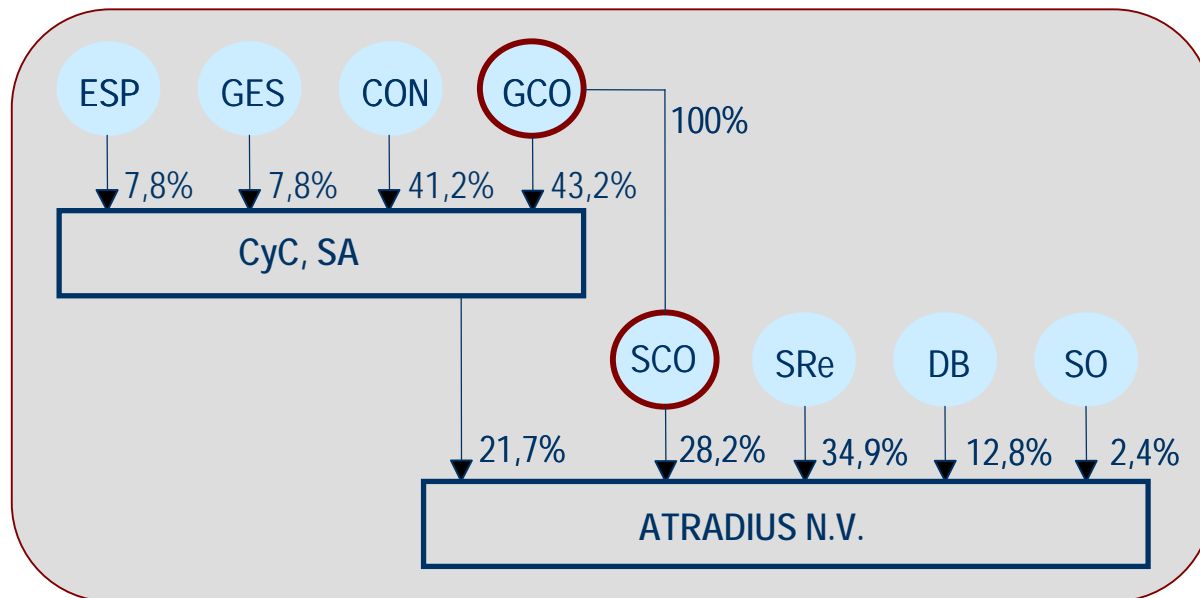 ESP GES CON GCO
100%
7,8% 7,8% 41,2% 43,2%
CyC, SA
SCO SRe DB SO
21,7% 28,2% 34,9% 12,8% 2,4%
ATRADIUS N.V.